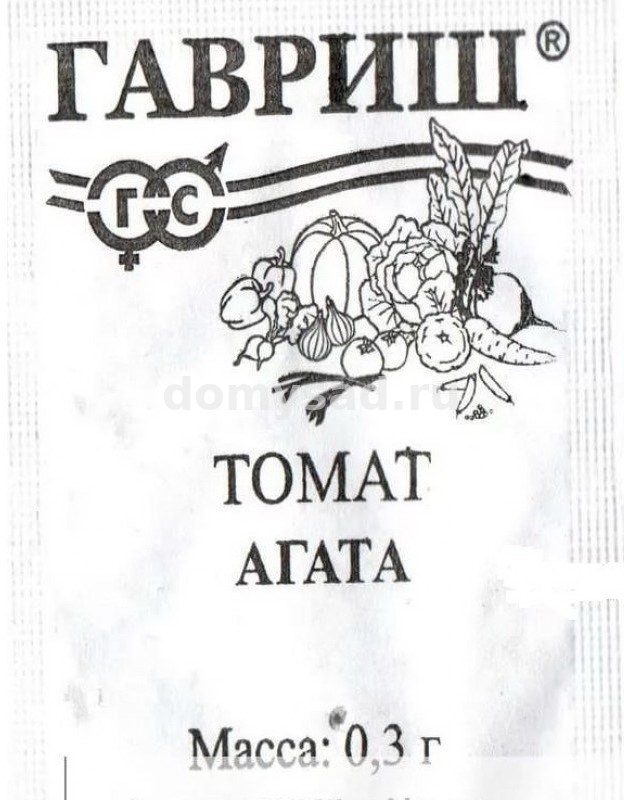 ГАВРИШ®
Г С
domysad.ru
ТОМАТ
АГАТА
Масса: 0,3 г